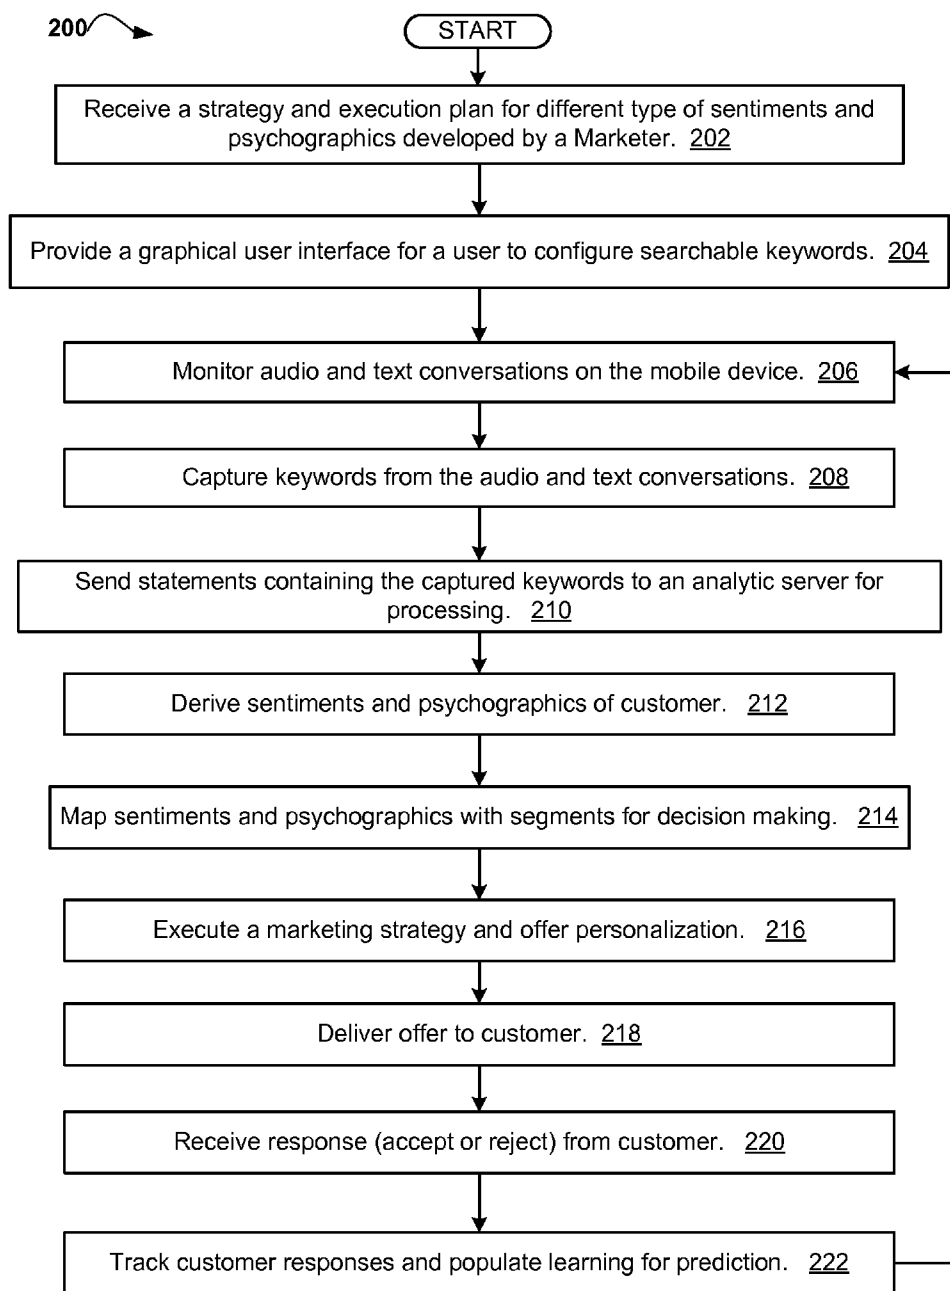 200
START
Receive a strategy and execution plan for different type of sentiments and
psychographics developed by a Marketer. 202
Provide a graphical user interface for a user to configure searchable keywords. 204
Monitor audio and text conversations on the mobile device. 206
Capture keywords from the audio and text conversations. 208
Send statements containing the captured keywords to an analytic server for
processing. 210
Derive sentiments and psychographics of customer. 212
Map sentiments and psychographics with segments for decision making. 214
Execute a marketing strategy and offer personalization. 216
Deliver offer to customer. 218
Receive response (accept or reject) from customer. 220
Track customer responses and populate learning for prediction. 222